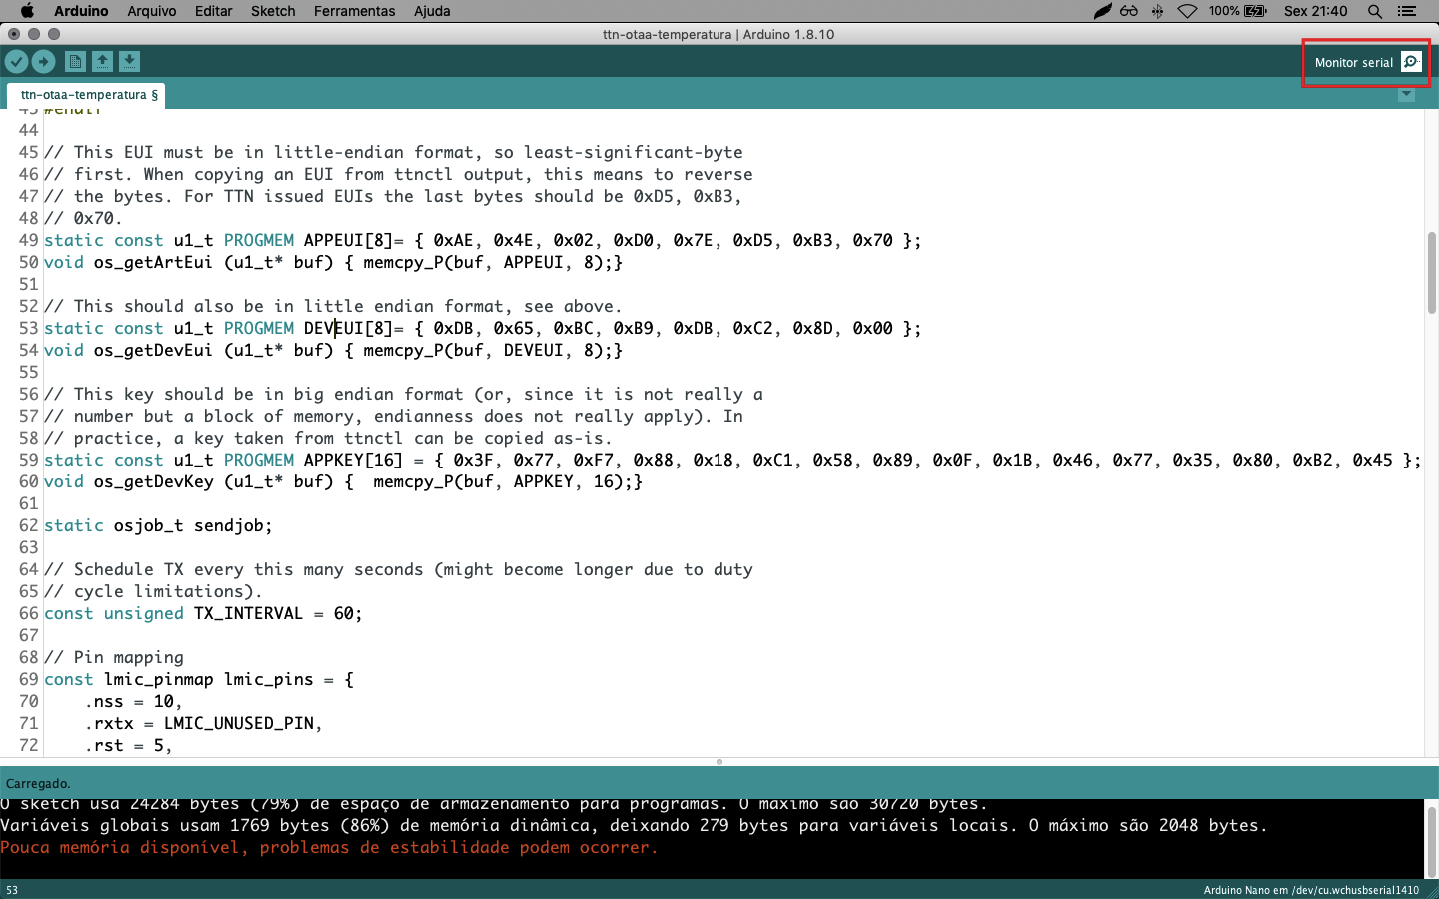 Arduino Arquivo Editar Sketch Ferramentas Ajuda 100% Sex 21:40
ttn-otaa-temperatura | Arduino 1.8.10
Monitor serial
ttn-otaa-temperatura §
43 #endif
44
45 // This EUI must be in little-endian format, so least-significant-byte
46 // first. When copying an EUI from ttnctl output, this means to reverse
47 // the bytes. For TTN issued EUIs the last bytes should be 0xD5, 0xB3,
48 // 0x70.
49 static const u1_t PROGMEM APPEUI[8]= { 0xAE, 0x4E, 0x02, 0xD0, 0x7E, 0xD5, 0xB3, 0x70 };
50 void os_getArtEui (u1_t* buf) { memcpy_P(buf, APPEUI, 8);}
51
52 // This should also be in little endian format, see above.
53 static const u1_t PROGMEM DEVEUI[8]= { 0xDB, 0x65, 0xBC, 0xB9, 0xDB, 0xC2, 0x8D, 0x00 };
54 void os_getDevEui (u1_t* buf) { memcpy_P(buf, DEVEUI, 8);}
55
56 // This key should be in big endian format (or, since it is not really a
57 // number but a block of memory, endianness does not really apply). In
58 // practice, a key taken from ttnctl can be copied as-is.
59 static const u1_t PROGMEM APPKEY[16] = { 0x3F, 0x77, 0xF7, 0x88, 0x18, 0xC1, 0x58, 0x89, 0x0F, 0x1B, 0x46, 0x77, 0x35, 0x80, 0xB2, 0x45 };
60 void os_getDevKey (u1_t* buf) {  memcpy_P(buf, APPKEY, 16);}
61
62 static osjob_t sendjob;
63
64 // Schedule TX every this many seconds (might become longer due to duty
65 // cycle limitations).
66 const unsigned TX_INTERVAL = 60;
67
68 // Pin mapping
69 const lmic_pinmap lmic_pins = {
70     .nss = 10,
71     .rxtx = LMIC_UNUSED_PIN,
72     .rst = 5,
Carregado.
O sketch usa 24284 bytes (79%) de espaço de armazenamento para programas. O máximo são 30720 bytes.
Variáveis globais usam 1769 bytes (86%) de memória dinâmica, deixando 279 bytes para variáveis locais. O máximo são 2048 bytes.
Pouca memória disponível, problemas de estabilidade podem ocorrer.
53 Arduino Nano em /dev/cu.wchusbserial1410